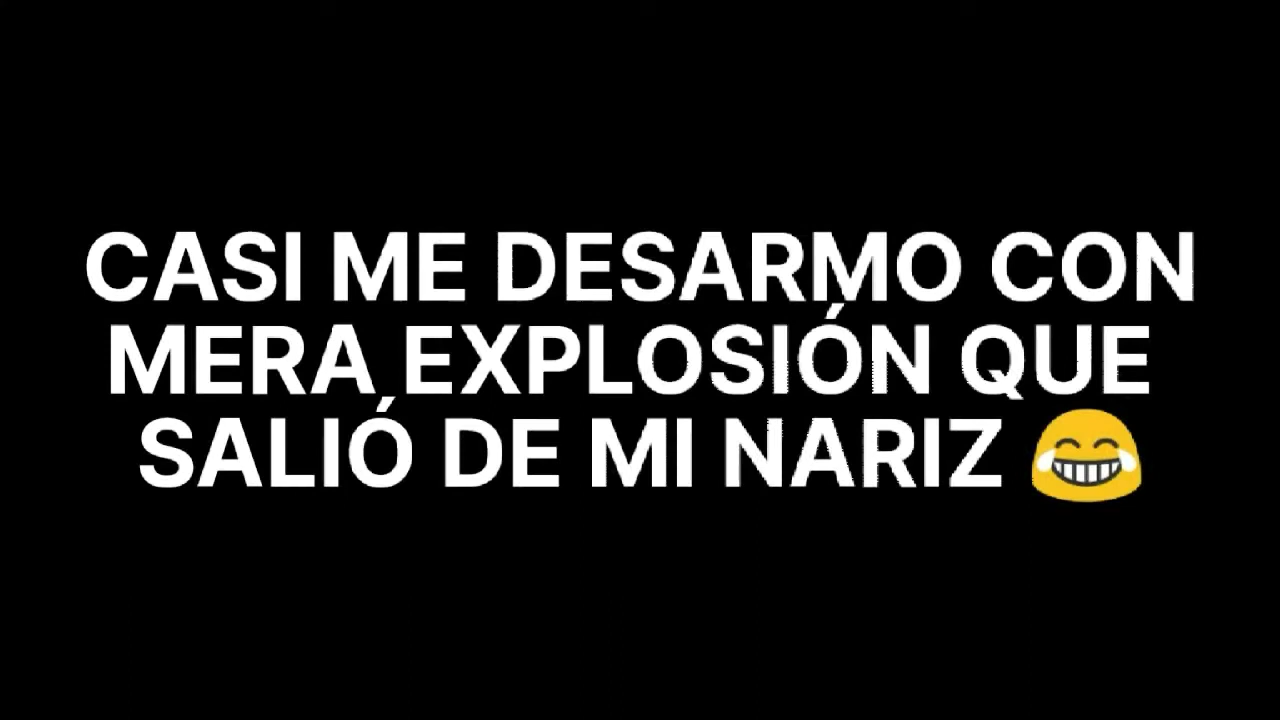 CASI ME DESARMO CON
MERA EXPLOSIÓN QUE
SALIÓ DE MI NARIZ 😂